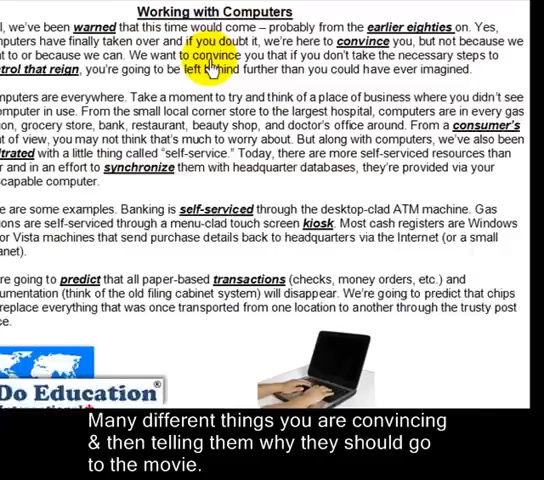 Working with Computers
l, we've been warned that this time would come – probably from the earlier eighties on. Yes,
mputers have finally taken over and if you doubt it, we're here to convince you, but not because we
t to or because we can. We want to convince you that if you don't take the necessary steps to
ntrol that reign, you're going to be left behind further than you could have ever imagined.
mputers are everywhere. Take a moment to try and think of a place of business where you didn't see
mputer in use. From the small local corner store to the largest hospital, computers are in every gas
on, grocery store, bank, restaurant, beauty shop, and doctor's office around. From a consumer's
t of view, you may not think that's much to worry about. But along with computers, we've also been
ltrated with a little thing called "self-service." Today, there are more self-serviced resources than
r and in an effort to synchronize them with headquarter databases, they're provided via your
scapable computer.
e are some examples. Banking is self-serviced through the desktop-clad ATM machine. Gas
ions are self-serviced through a menu-clad touch screen kiosk. Most cash registers are Windows
or Vista machines that send purchase details back to headquarters via the Internet (or a small
anet).
re going to predict that all paper-based transactions (checks, money orders, etc.) and
umentation (think of the old filing cabinet system) will disappear. We're going to predict that chips
replace everything that was once transported from one location to another through the trusty post
ce.
Do Education®
Many different things you are convincing
& then telling them why they should go
to the movie.